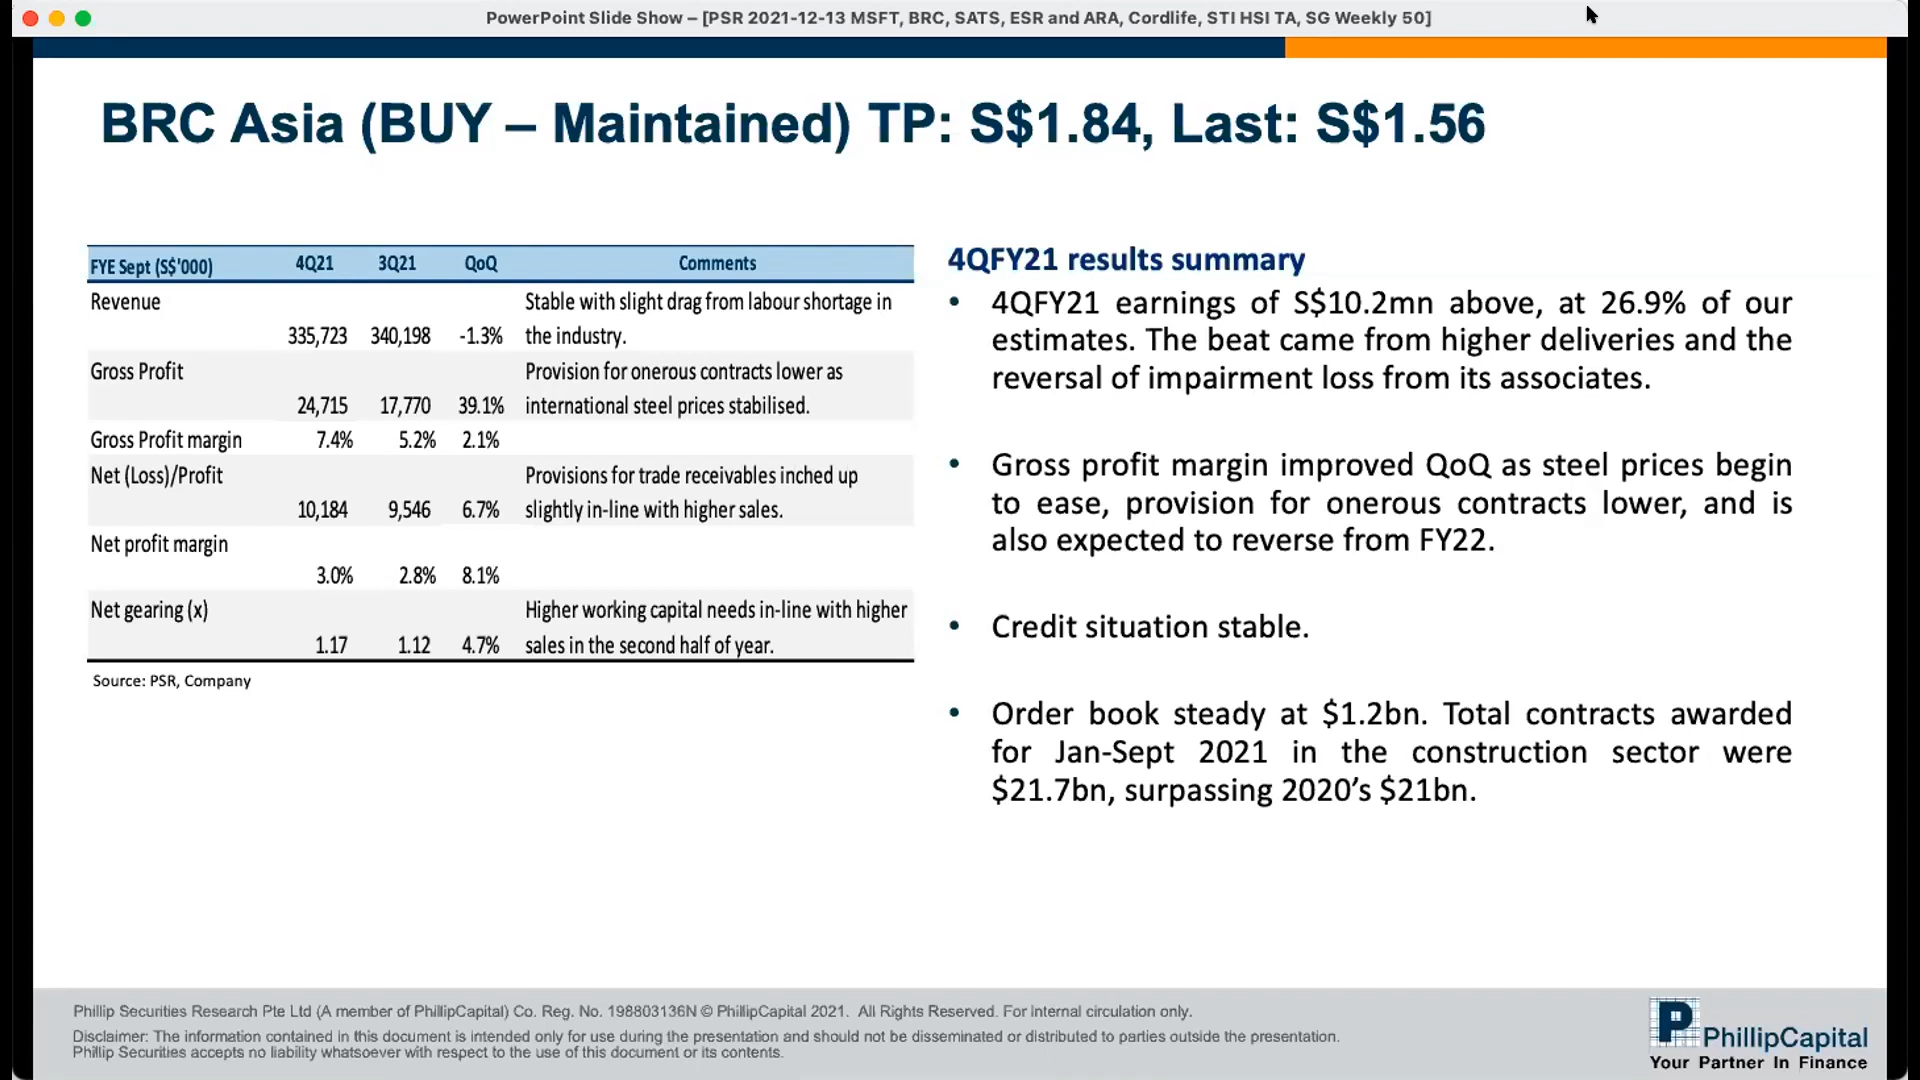 PowerPoint Slide Show – [PSR 2021-12-13 MSFT, BRC, SATS, ESR and ARA, Cordlife, STI HSI TA, SG Weekly 50]
BRC Asia (BUY – Maintained) TP: S$1.84, Last: S$1.56
FYE Sept (S$'000) 4Q21 3Q21 QoQ Comments
Revenue 335,723 340,198 -1.3% Stable with slight drag from labour shortage in
the industry.
Gross Profit 24,715 17,770 39.1% Provision for onerous contracts lower as
international steel prices stabilised.
Gross Profit margin 7.4% 5.2% 2.1%
Net (Loss)/Profit 10,184 9,546 6.7% Provisions for trade receivables inched up
slightly in-line with higher sales.
Net profit margin 3.0% 2.8% 8.1%
Net gearing (x) 1.17 1.12 4.7% Higher working capital needs in-line with higher
sales in the second half of year.
Source: PSR, Company
4QFY21 results summary
• 4QFY21 earnings of S$10.2mn above, at 26.9% of our
estimates. The beat came from higher deliveries and the
reversal of impairment loss from its associates.
• Gross profit margin improved QoQ as steel prices begin
to ease, provision for onerous contracts lower, and is
also expected to reverse from FY22.
• Credit situation stable.
• Order book steady at $1.2bn. Total contracts awarded
for Jan-Sept 2021 in the construction sector were
$21.7bn, surpassing 2020’s $21bn.
Phillip Securities Research Pte Ltd (A member of PhillipCapital) Co. Reg. No. 198803136N © PhillipCapital 2021. All Rights Reserved. For Internal circulation only.
Disclaimer: The information contained in this document is intended only for use during the presentation and should not be disseminated or distributed to parties outside the presentation.
Phillip Securities accepts no liability whatsoever with respect to the use of this document or its contents.
PhillipCapital
Your Partner In Finance